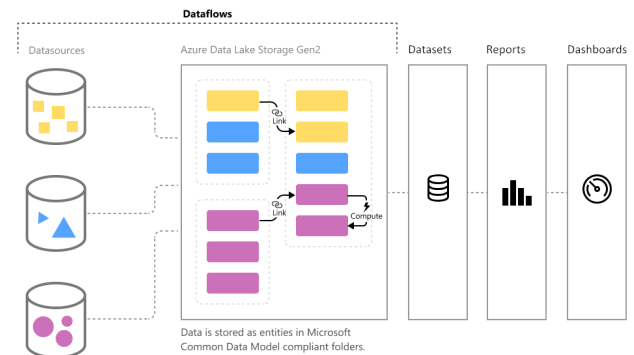 Dataflows
Datasources
Azure Data Lake Storage Gen2
Datasets
Reports
Dashboards
Link
Link
Compute
Data is stored as entities in Microsoft
Common Data Model compliant folders.